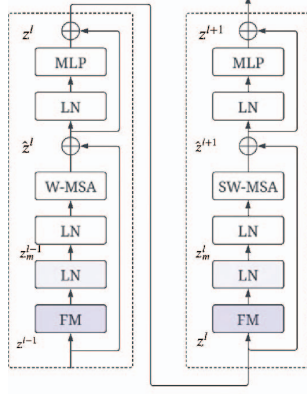 z^l
MLP
LN
ẑ^l
W-MSA
LN
z_m^{l-1}
LN
FM
z^{l-1}
z^{l+1}
MLP
LN
ẑ^{l+1}
SW-MSA
LN
z_m^l
LN
FM
z^l